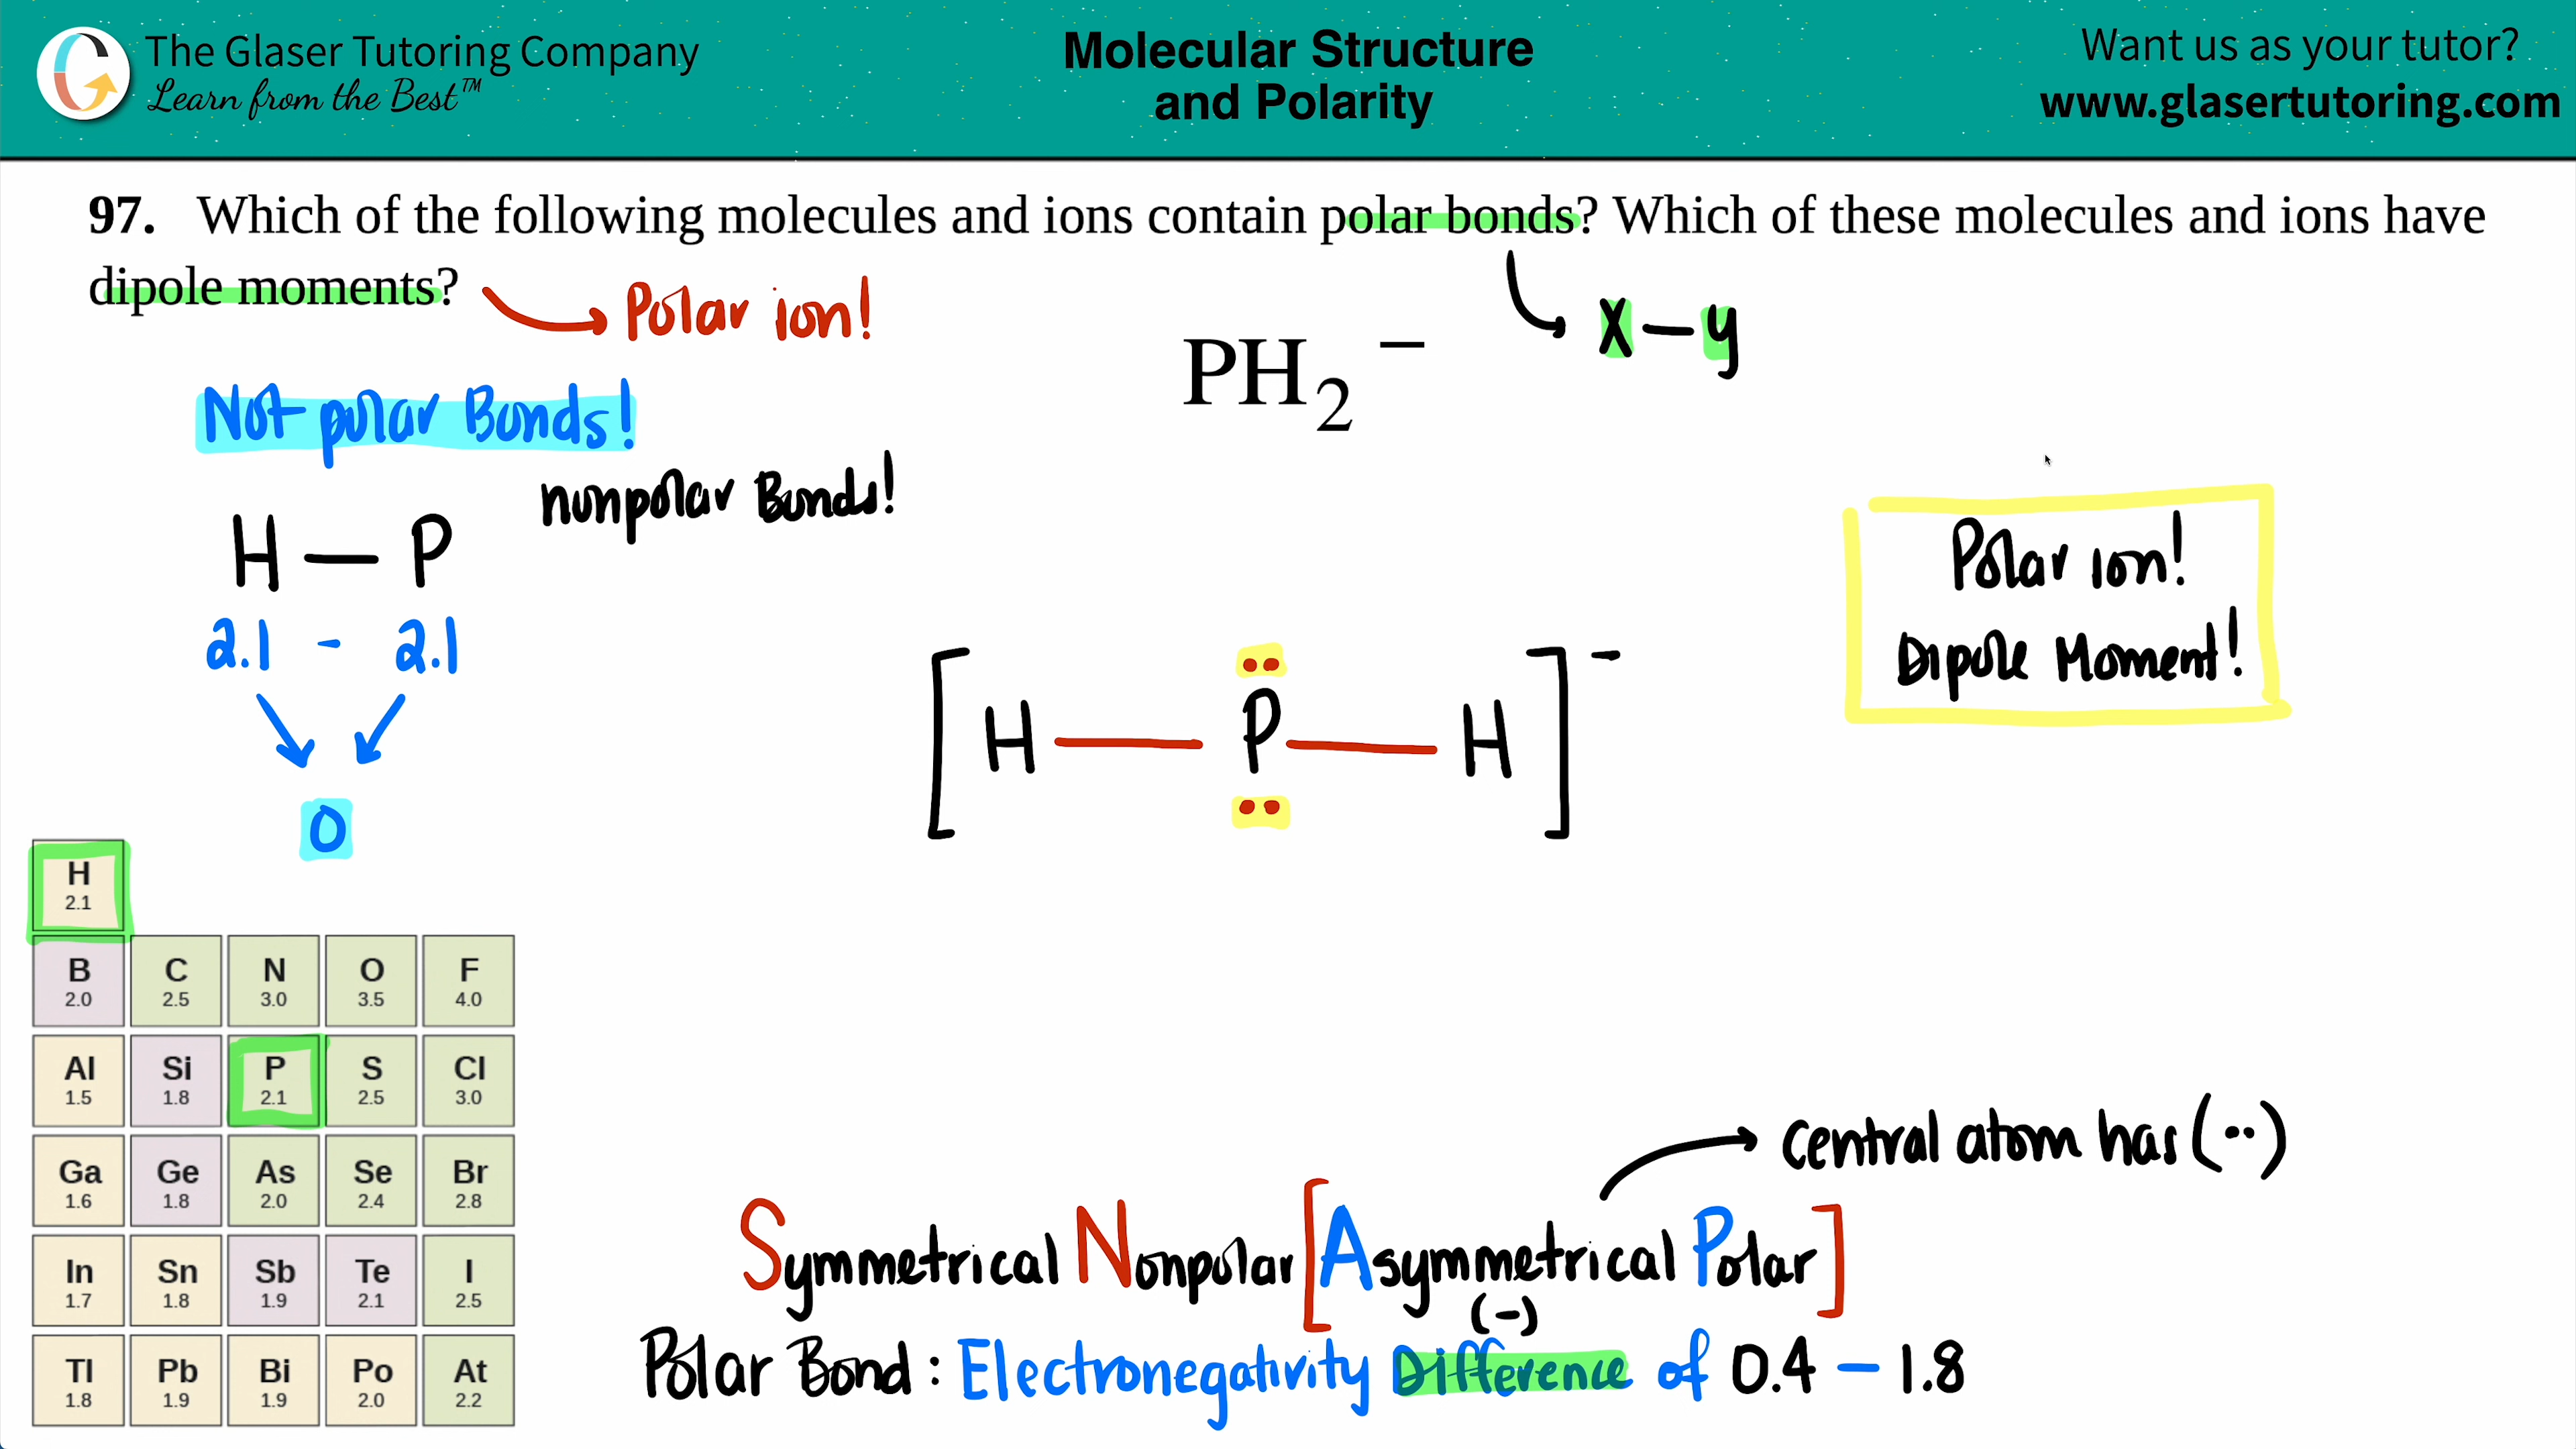 The Glaser Tutoring Company
Learn from the Best™
Molecular Structure
and Polarity
Want us as your tutor?
www.glasertutoring.com
97. Which of the following molecules and ions contain polar bonds? Which of these molecules and ions have
dipole moments?
Polar ion!
X — y
PH₂⁻
Not polar Bonds!
nonpolar Bonds!
H — P
2.1 - 2.1
0
Polar ion!
Dipole Moment!
[H — P — H]⁻
H
2.1
B C N O F
2.0 2.5 3.0 3.5 4.0
Al Si P S Cl
1.5 1.8 2.1 2.5 3.0
Ga Ge As Se Br
1.6 1.8 2.0 2.4 2.8
In Sn Sb Te I
1.7 1.8 1.9 2.1 2.5
Tl Pb Bi Po At
1.8 1.9 1.9 2.0 2.2
central atom has (··)
Symmetrical Nonpolar [Asymmetrical Polar]
(-)
Polar Bond: Electronegativity Difference of 0.4 – 1.8